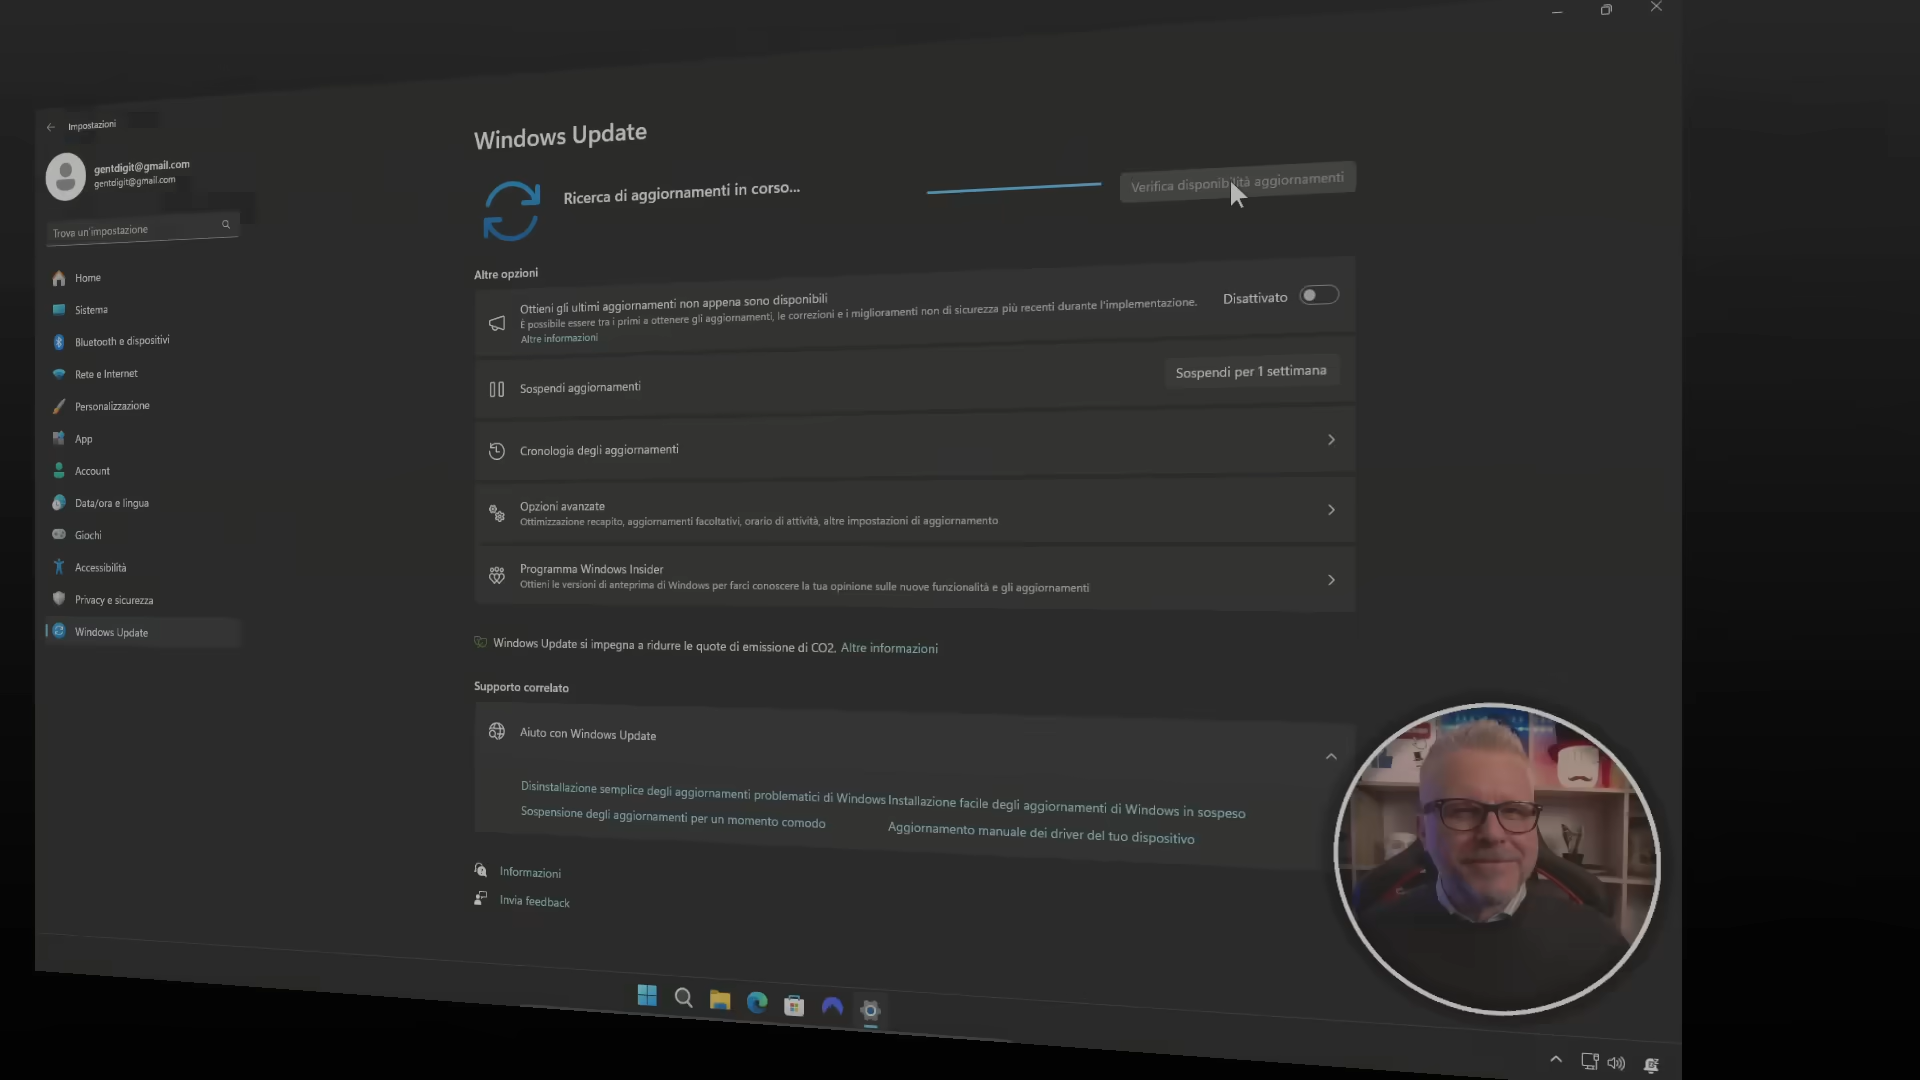 Impostazioni
gentdigit@gmail.com
gentdigit@gmail.com
Trova un'impostazione
Home
Sistema
Bluetooth e dispositivi
Rete e Internet
Personalizzazione
App
Account
Data/ora e lingua
Giochi
Accessibilità
Privacy e sicurezza
Windows Update
Windows Update
Ricerca di aggiornamenti in corso...
Verifica disponibilità aggiornamenti
Altre opzioni
Ottieni gli ultimi aggiornamenti non appena sono disponibili
È possibile essere tra i primi a ottenere gli aggiornamenti, le correzioni e i miglioramenti non di sicurezza più recenti durante l'implementazione.
Altre informazioni
Disattivato
Sospendi aggiornamenti
Sospendi per 1 settimana
Cronologia degli aggiornamenti
Opzioni avanzate
Ottimizzazione recapito, aggiornamenti facoltativi, orario di attività, altre impostazioni di aggiornamento
Programma Windows Insider
Ottieni le versioni di anteprima di Windows per farci conoscere la tua opinione sulle nuove funzionalità e gli aggiornamenti
Windows Update si impegna a ridurre le quote di emissione di CO2. Altre informazioni
Supporto correlato
Aiuto con Windows Update
Disinstallazione semplice degli aggiornamenti problematici di Windows
Installazione facile degli aggiornamenti di Windows in sospeso
Sospensione degli aggiornamenti per un momento comodo
Aggiornamento manuale dei driver del tuo dispositivo
Informazioni
Invia feedback